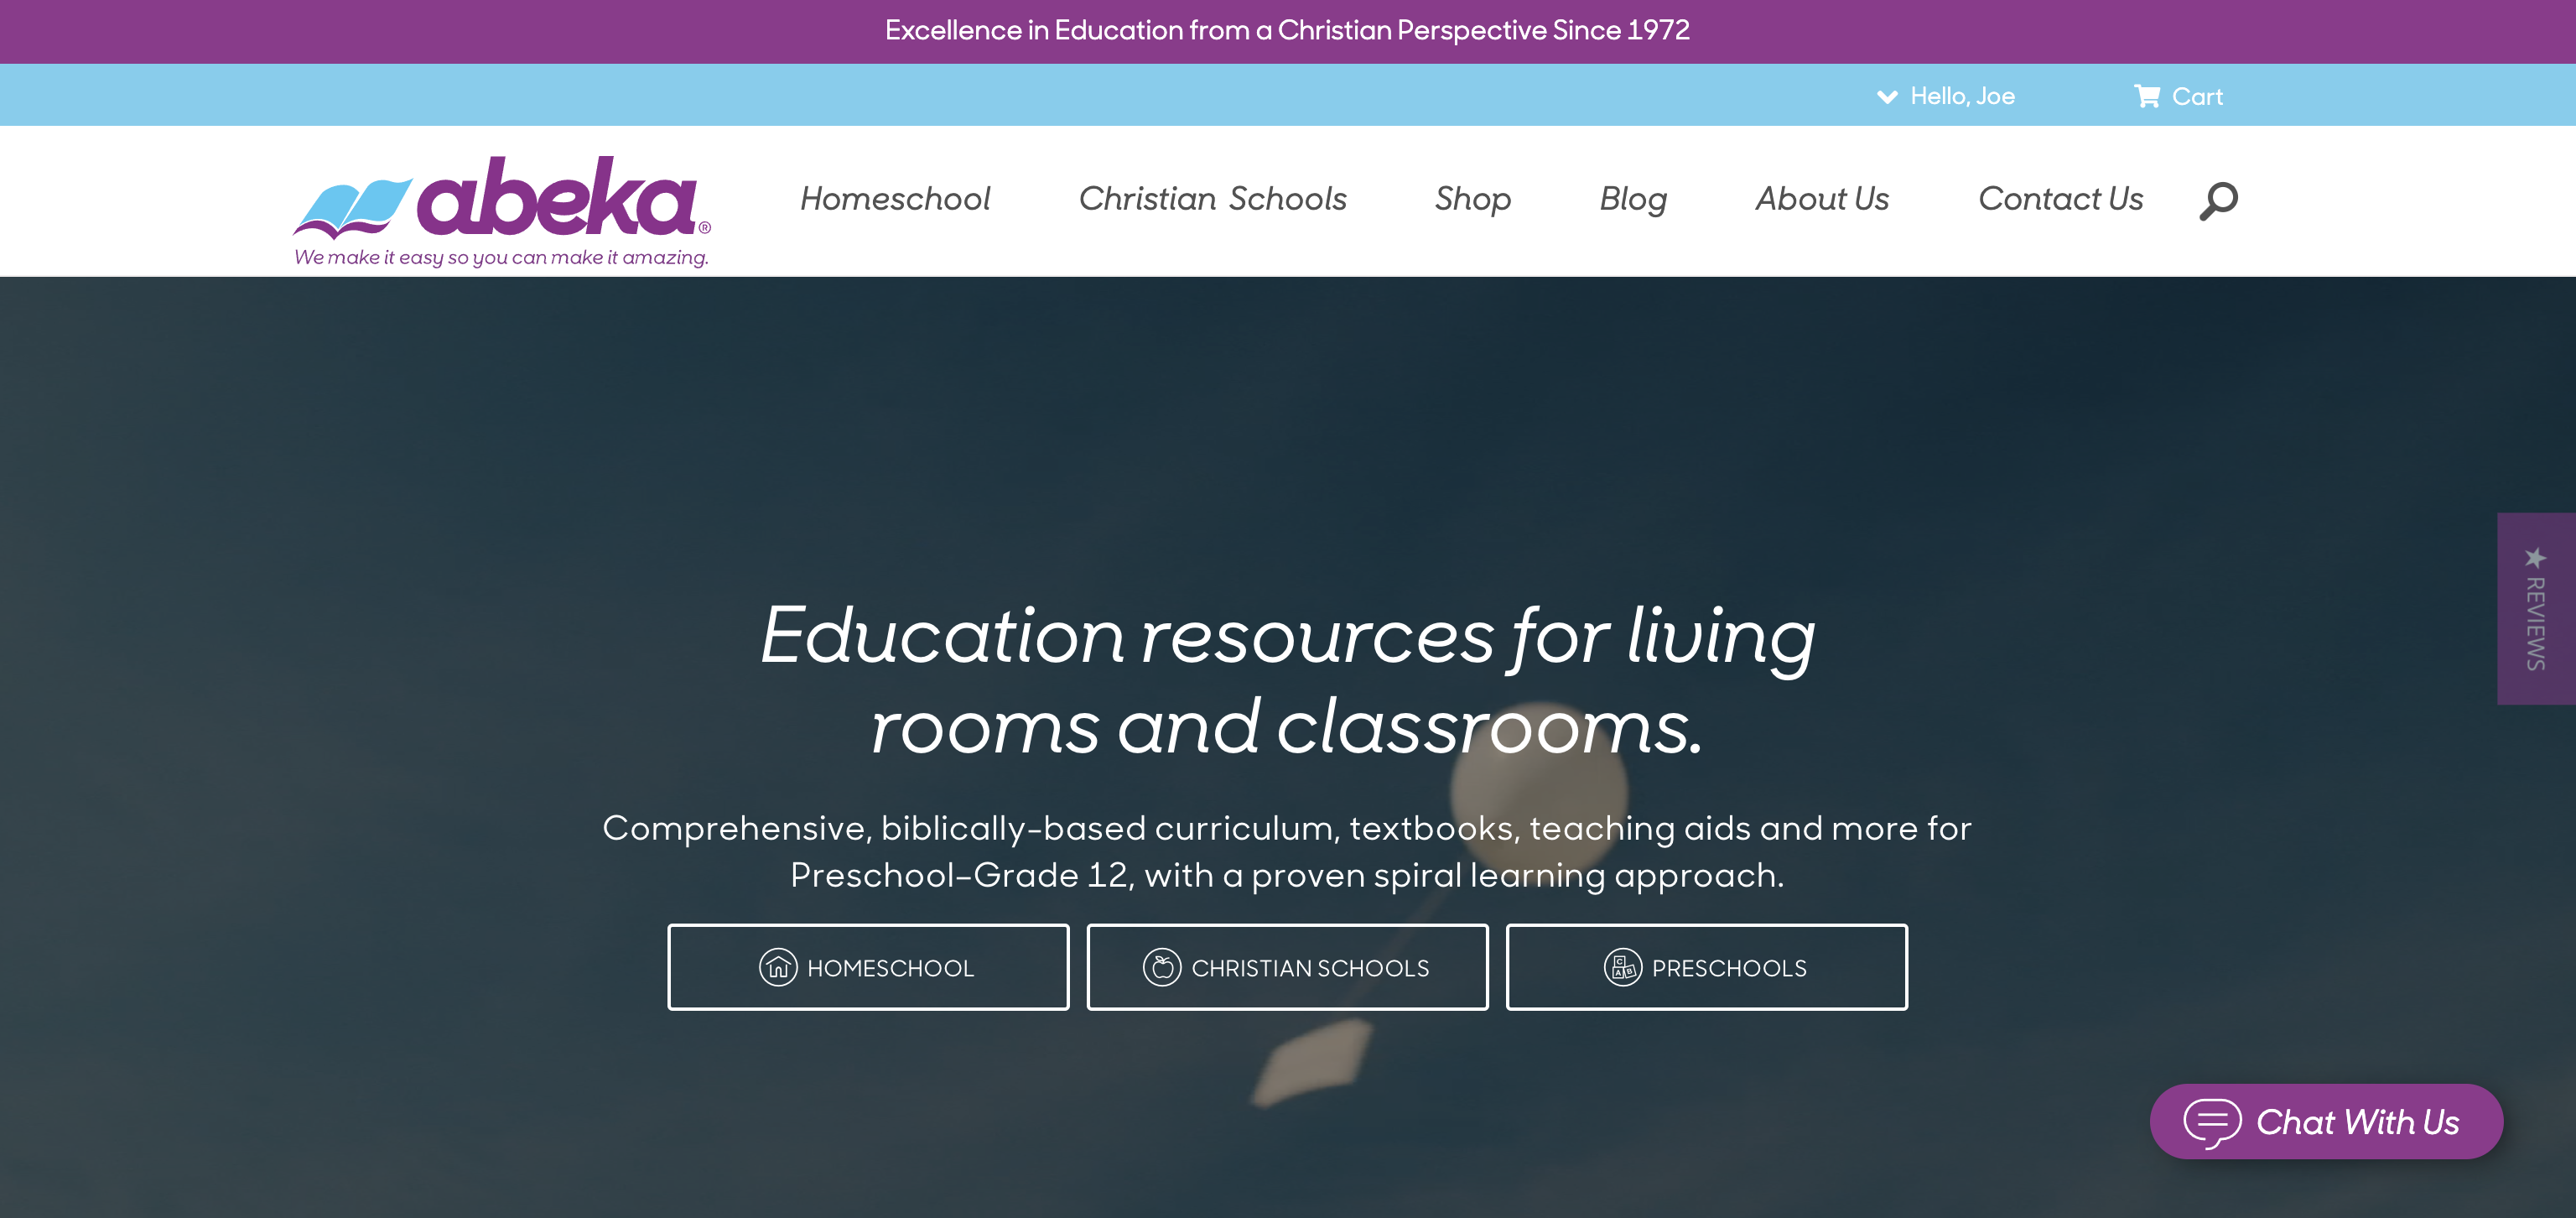 Excellence in Education from a Christian Perspective Since 1972
Hello, Joe
Cart
abeka®
We make it easy so you can make it amazing.
Homeschool
Christian Schools
Shop
Blog
About Us
Contact Us
★ REVIEWS
Education resources for living
rooms and classrooms.
Comprehensive, biblically-based curriculum, textbooks, teaching aids and more for
Preschool–Grade 12, with a proven spiral learning approach.
HOMESCHOOL
CHRISTIAN SCHOOLS
C
A B
PRESCHOOLS
Chat With Us